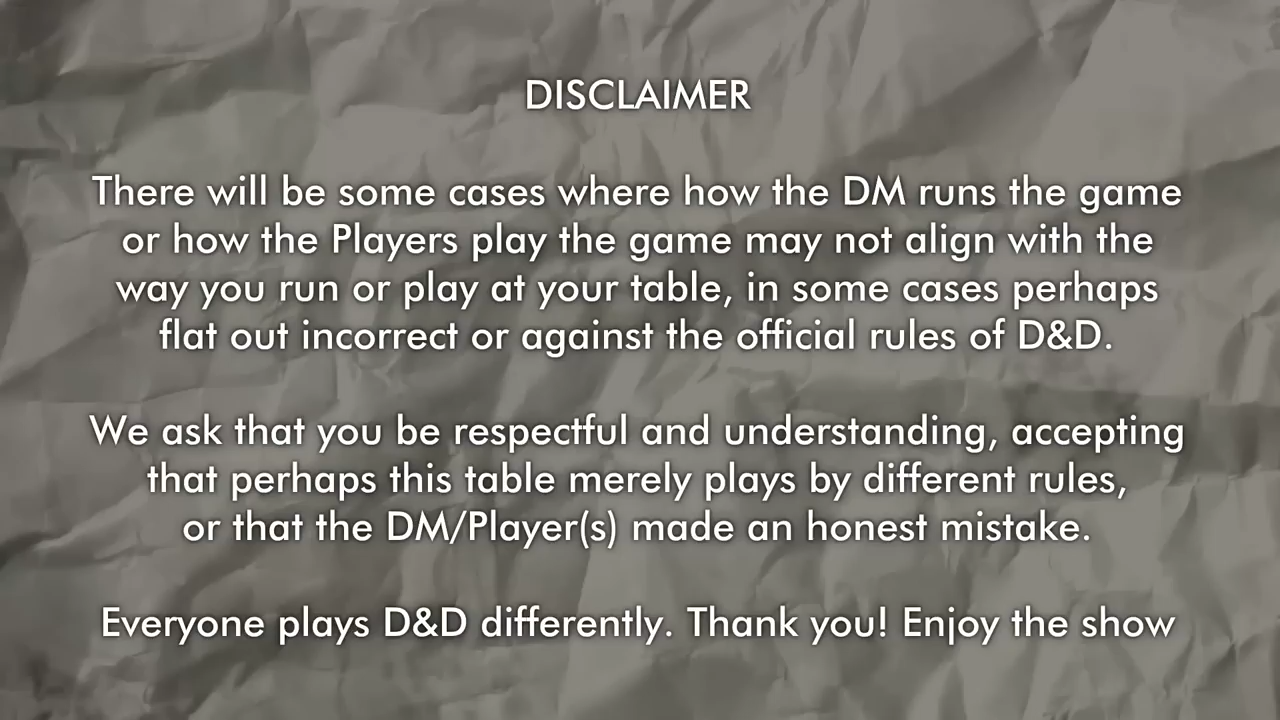 DISCLAIMER
There will be some cases where how the DM runs the game
or how the Players play the game may not align with the
way you run or play at your table, in some cases perhaps
flat out incorrect or against the official rules of D&D.
We ask that you be respectful and understanding, accepting
that perhaps this table merely plays by different rules,
or that the DM/Player(s) made an honest mistake.
Everyone plays D&D differently. Thank you! Enjoy the show